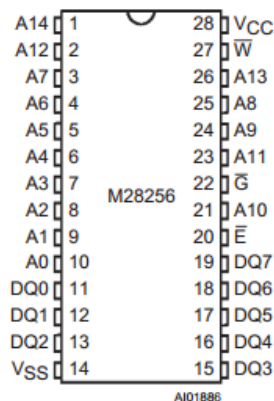 A14 1 28 VCC
A12 2 27 W̅
A7 3 26 A13
A6 4 25 A8
A5 5 24 A9
A4 6 23 A11
A3 7 22 G̅
A2 8 M28256 21 A10
A1 9 20 E̅
A0 10 19 DQ7
DQ0 11 18 DQ6
DQ1 12 17 DQ5
DQ2 13 16 DQ4
VSS 14 15 DQ3
AI01886